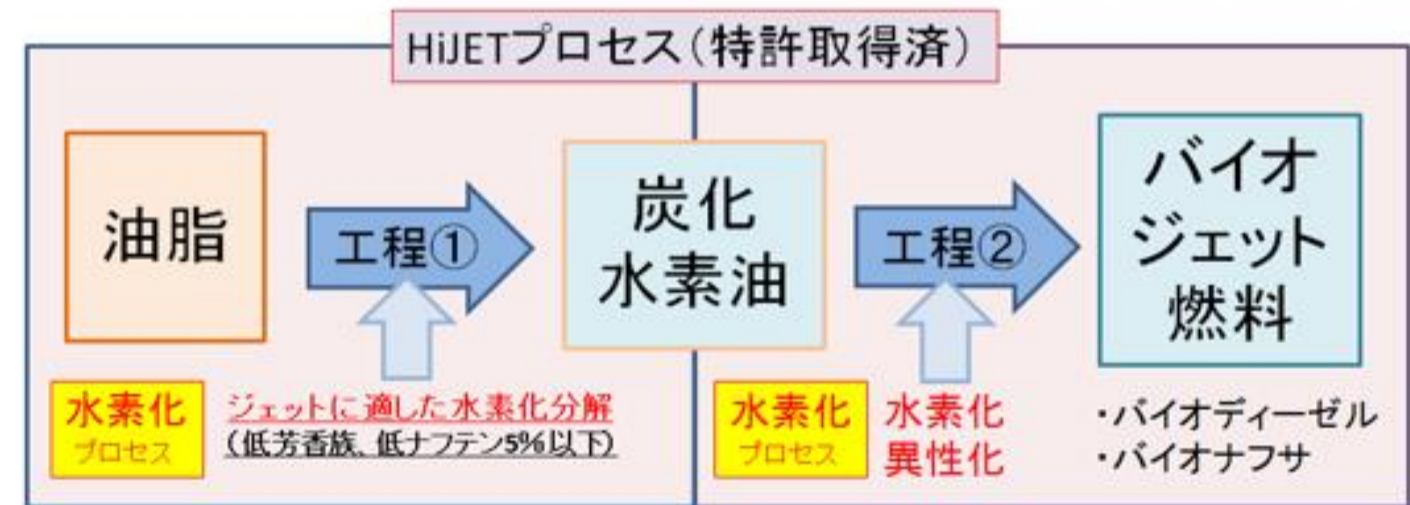 HiJETプロセス（特許取得済）
油脂
工程①
炭化
水素油
工程②
バイオ
ジェット
燃料
水素化
プロセス
ジェットに適した水素化分解
（低芳香族、低ナフテン5%以下）
水素化
プロセス
水素化
異性化
・バイオディーゼル
・バイオナフサ